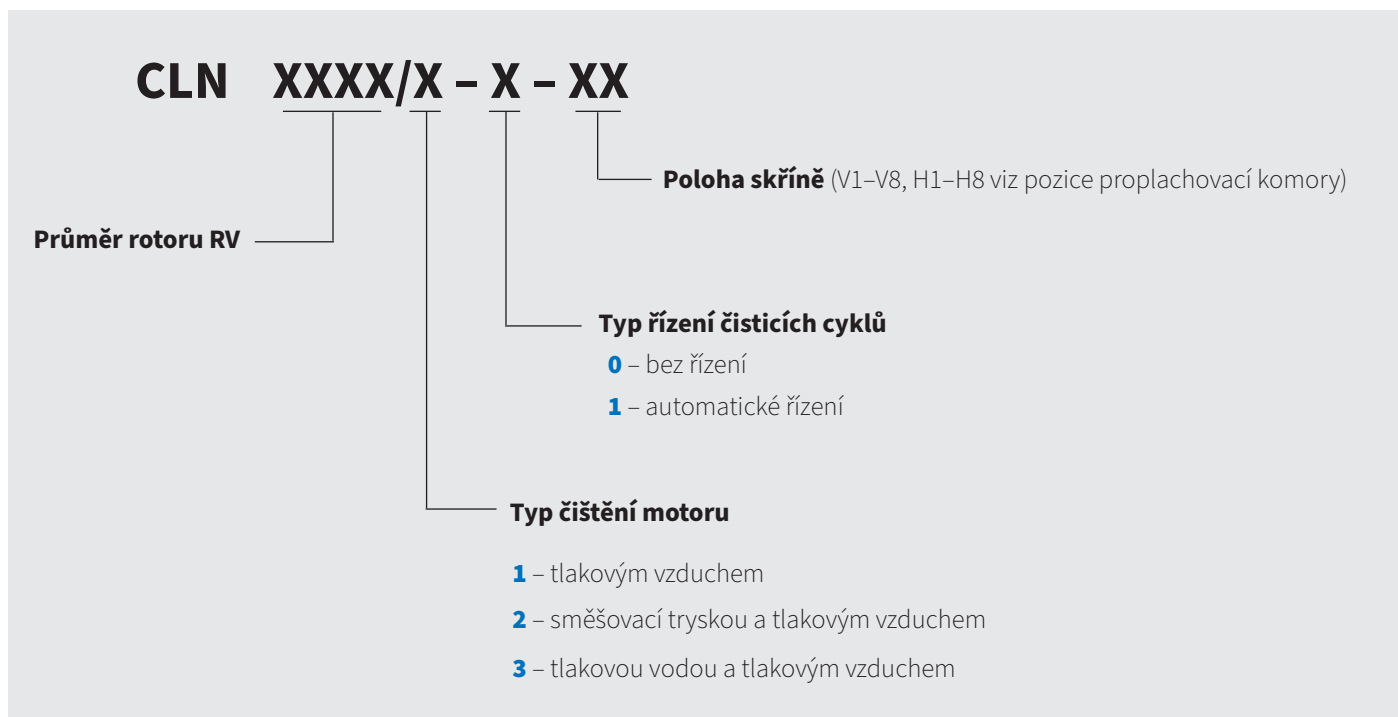 CLN XXXX/X – X – XX
Poloha skříně (V1–V8, H1–H8 viz pozice proplachovací komory)
Průměr rotoru RV
Typ řízení čisticích cyklů
0 – bez řízení
1 – automatické řízení
Typ čištění motoru
1 – tlakovým vzduchem
2 – směšovací tryskou a tlakovým vzduchem
3 – tlakovou vodou a tlakovým vzduchem